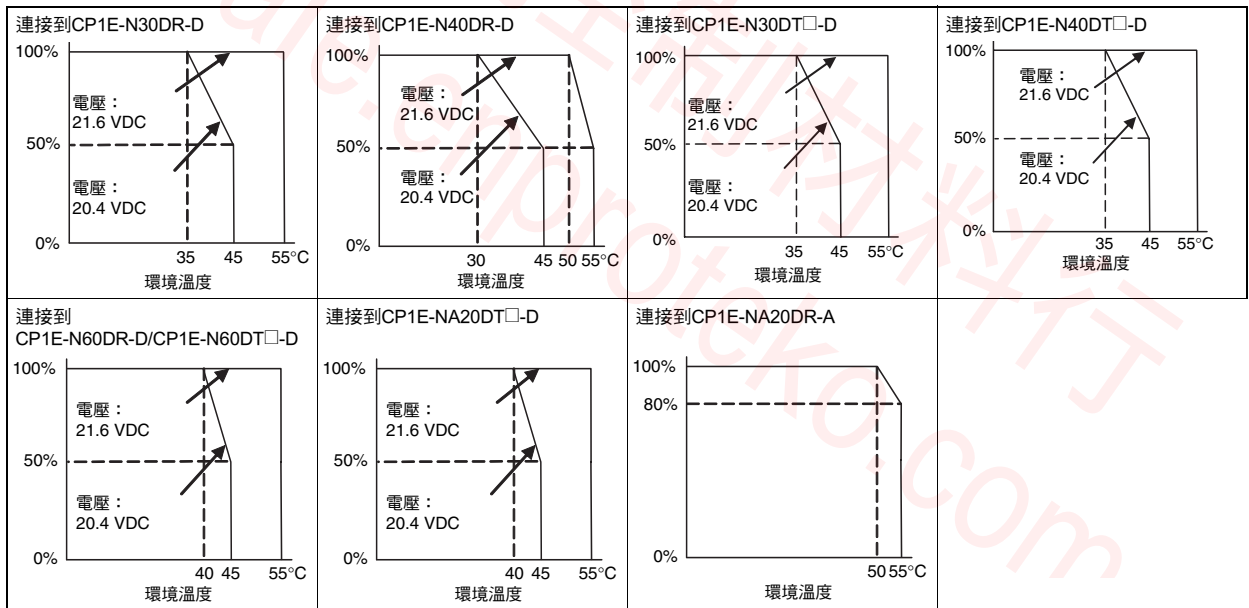 連接到CP1E-N30DR-D
100%
電壓：
21.6 VDC
50%
電壓：
20.4 VDC
0%
35 45 55°C
環境溫度
連接到CP1E-N40DR-D
100%
電壓：
21.6 VDC
50%
電壓：
20.4 VDC
0%
30 45 50 55°C
環境溫度
連接到CP1E-N30DT□-D
100%
電壓：
21.6 VDC
50%
電壓：
20.4 VDC
0%
35 45 55°C
環境溫度
連接到CP1E-N40DT□-D
100%
電壓：
21.6 VDC
50%
電壓：
20.4 VDC
0%
35 45 55°C
環境溫度
連接到
CP1E-N60DR-D/CP1E-N60DT□-D
100%
電壓：
21.6 VDC
50%
電壓：
20.4 VDC
0%
40 45 55°C
環境溫度
連接到CP1E-NA20DT□-D
100%
電壓：
21.6 VDC
50%
電壓：
20.4 VDC
0%
40 45 55°C
環境溫度
連接到CP1E-NA20DR-A
100%
80%
0%
50 55°C
環境溫度
制材料行
le.enproteko.com